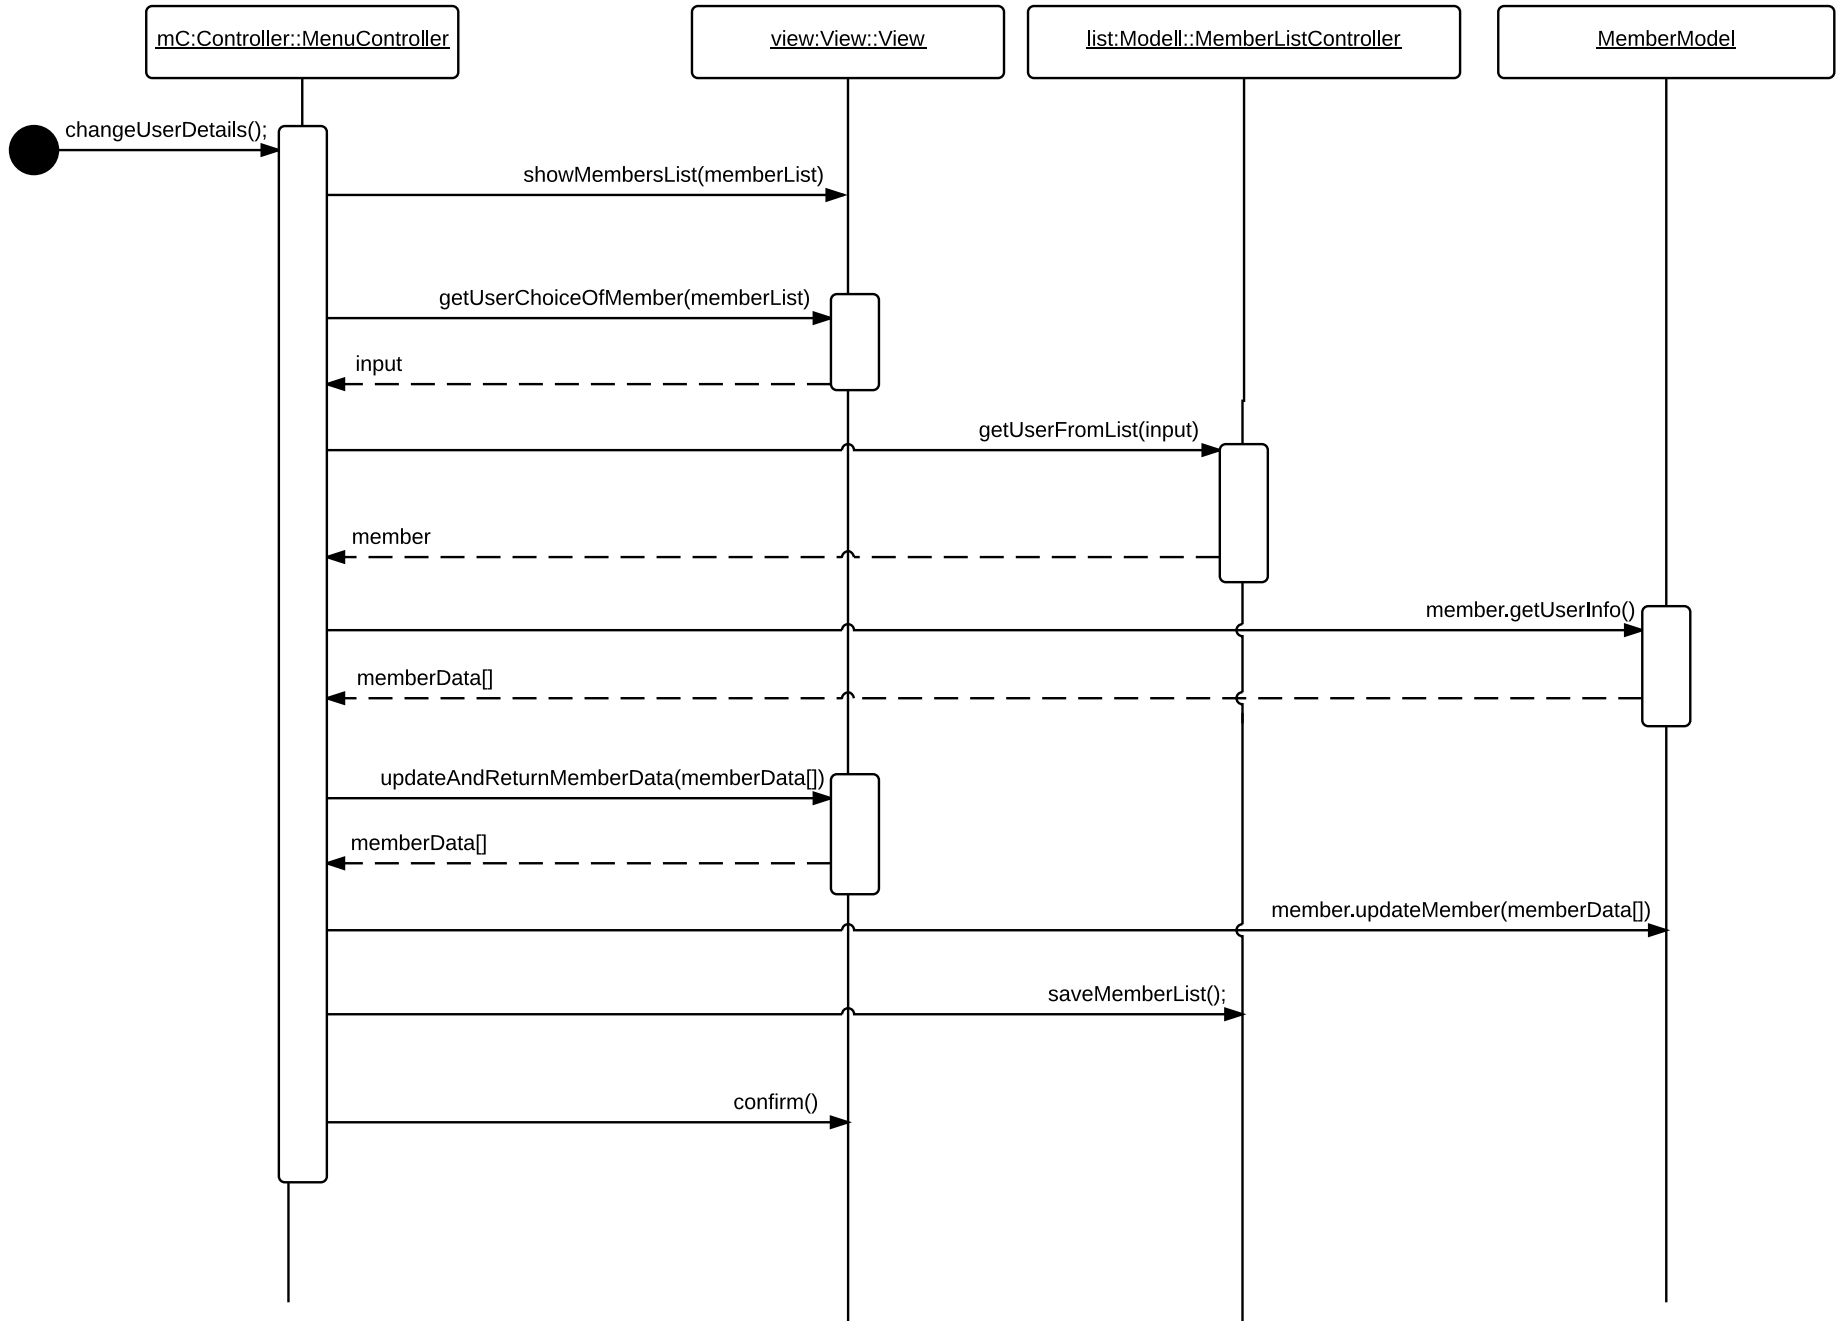 mC:Controller::MenuController
view:View::View
list:Modell::MemberListController
MemberModel
changeUserDetails();
showMembersList(memberList)
getUserChoiceOfMember(memberList)
input
getUserFromList(input)
member
member.getUserInfo()
memberData[]
updateAndReturnMemberData(memberData[])
memberData[]
member.updateMember(memberData[])
saveMemberList();
confirm()